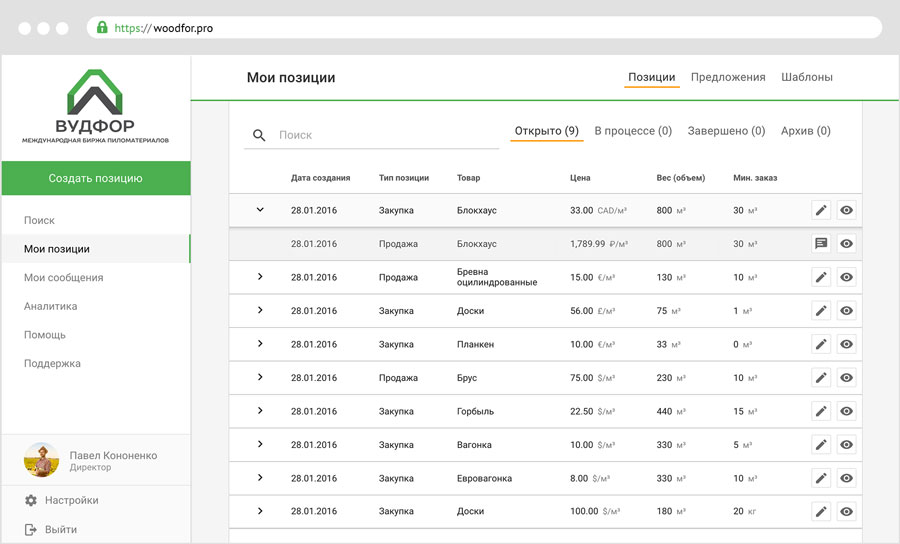 https://woodfor.pro
ВУДФОР
МЕЖДУНАРОДНАЯ БИРЖА ПИЛОМАТЕРИАЛОВ
Создать позицию
Поиск
Мои позиции
Мои сообщения
Аналитика
Помощь
Поддержка
Павел Кононенко
Директор
Настройки
Выйти
Мои позиции Позиции Предложения Шаблоны
Поиск Открыто (9) В процессе (0) Завершено (0) Архив (0)
Дата создания Тип позиции Товар Цена Вес (объем) Мин. заказ
28.01.2016 Закупка Блокхаус 33.00 CAD/м³ 800 м³ 30 м³
28.01.2016 Продажа Блокхаус 1,789.99 ₽/м³ 800 м³ 30 м³
28.01.2016 Продажа Бревна оцилиндрованные 15.00 €/м³ 130 м³ 10 м³
28.01.2016 Закупка Доски 56.00 £/м³ 75 м³ 1 м³
28.01.2016 Закупка Планкен 10.00 €/м³ 33 м³ 0 м³
28.01.2016 Продажа Брус 75.00 $/м³ 230 м³ 10 м³
28.01.2016 Закупка Горбыль 22.50 $/м³ 440 м³ 15 м³
28.01.2016 Закупка Вагонка 10.00 $/м³ 330 м³ 5 м³
28.01.2016 Закупка Евровагонка 8.00 $/м³ 330 м³ 10 м³
28.01.2016 Закупка Доски 100.00 $/м³ 180 м³ 20 кг